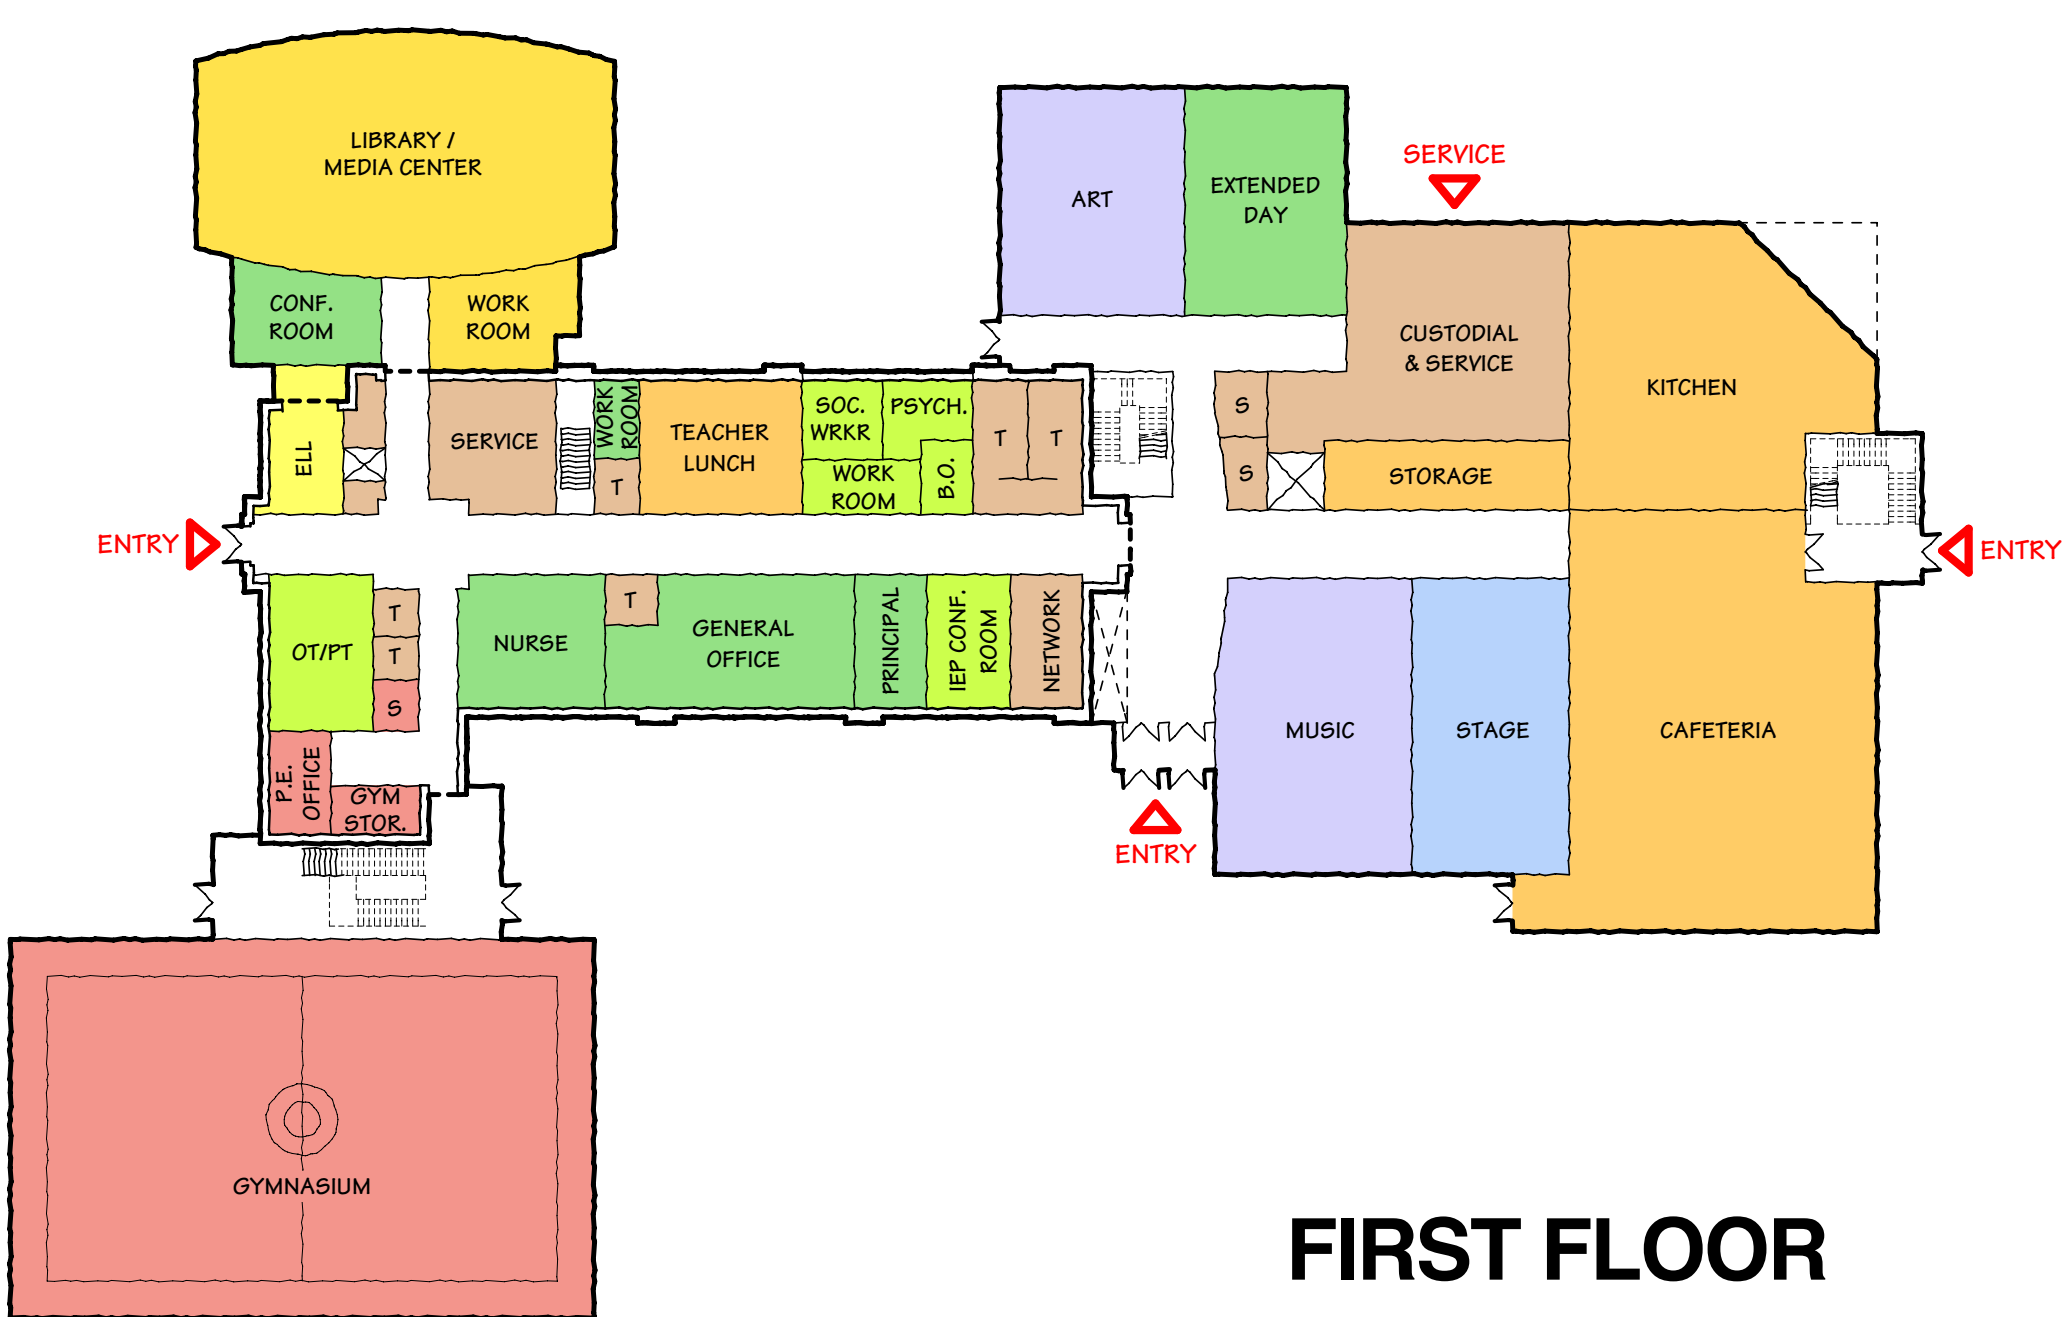 LIBRARY /
MEDIA CENTER
CONF.
ROOM
WORK
ROOM
ART
EXTENDED
DAY
SERVICE
CUSTODIAL
& SERVICE
KITCHEN
ELL
SERVICE
WORK
ROOM
T
TEACHER
LUNCH
SOC.
WRKR
PSYCH.
WORK
ROOM
B.O.
T
T
S
S
STORAGE
ENTRY
ENTRY
OT/PT
T
T
S
NURSE
T
GENERAL
OFFICE
PRINCIPAL
IEP CONF.
ROOM
NETWORK
MUSIC
STAGE
CAFETERIA
P.E.
OFFICE
GYM
STOR.
ENTRY
GYMNASIUM
FIRST FLOOR